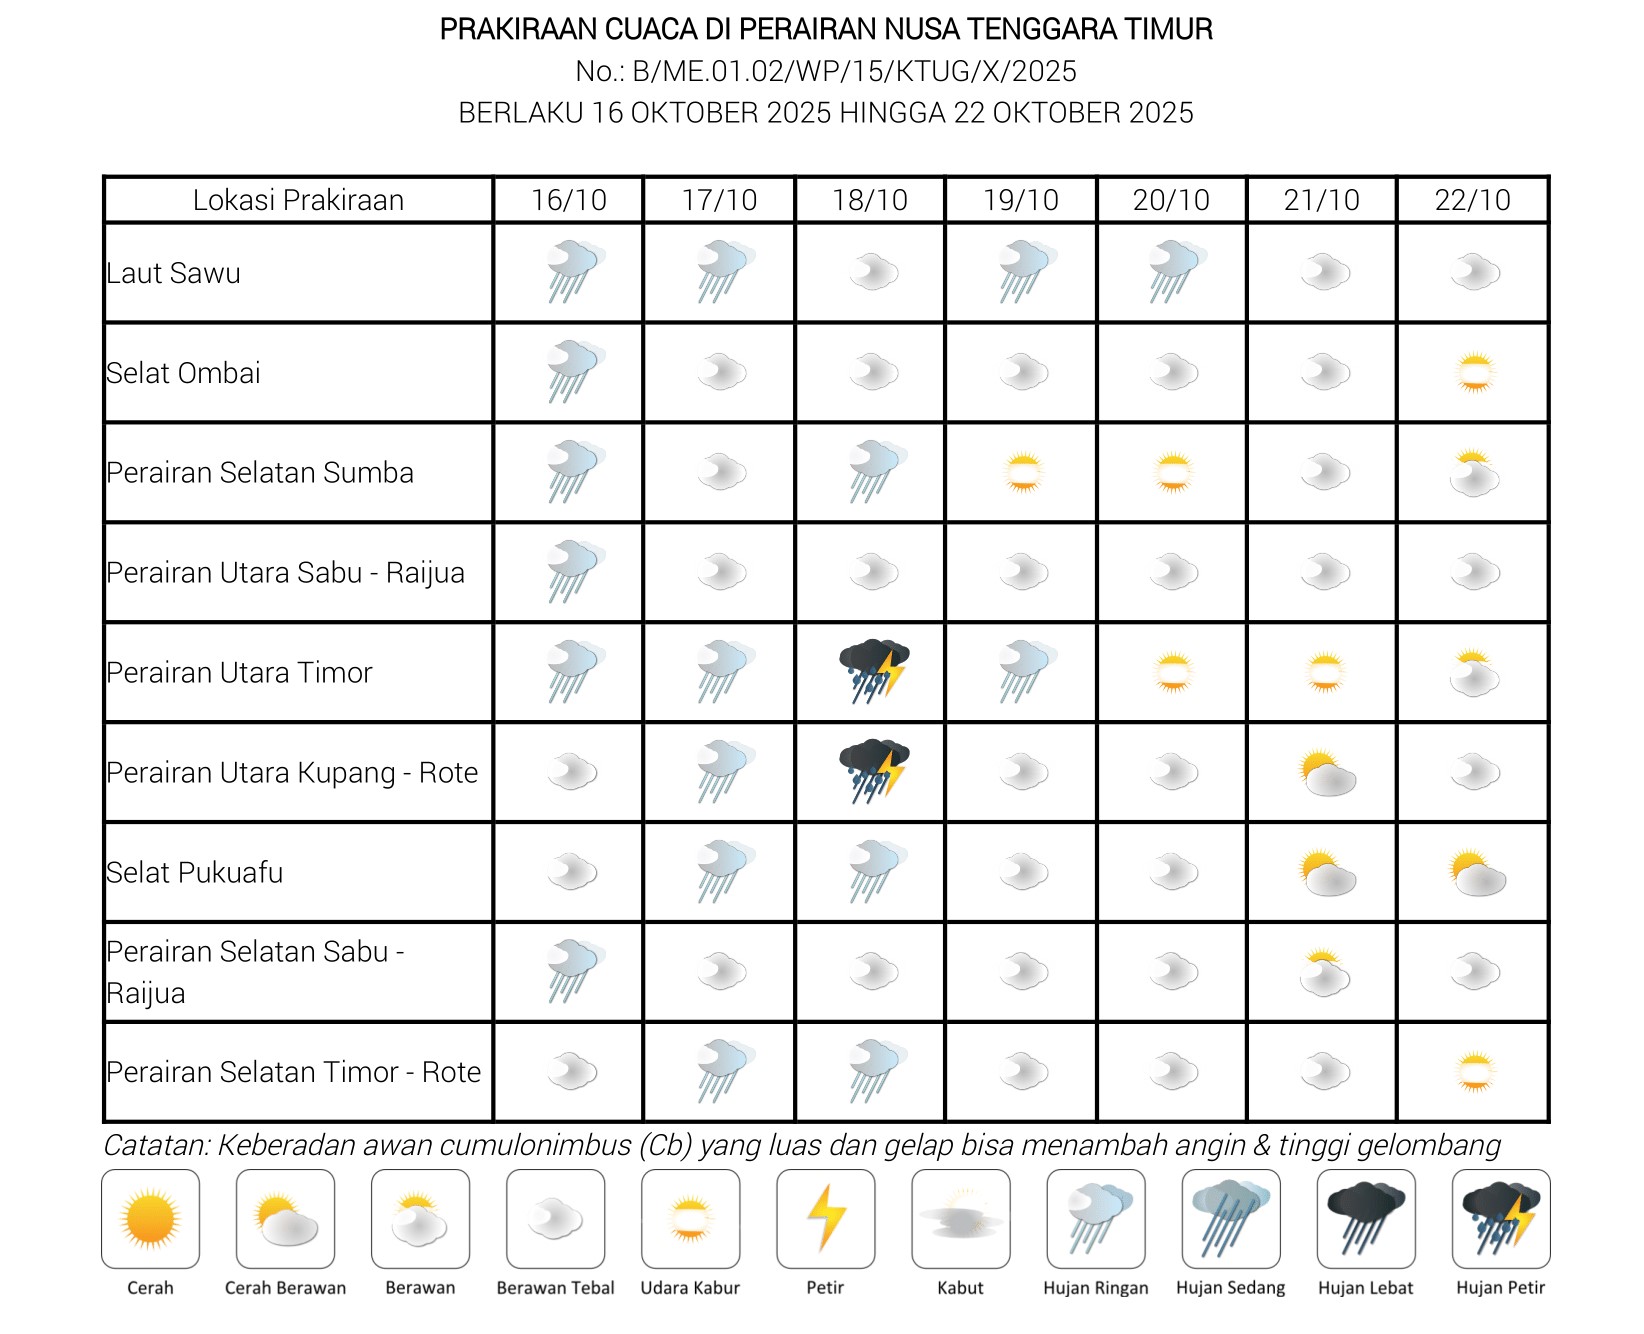 PRAKIRAAN CUACA DI PERAIRAN NUSA TENGGARA TIMUR
No.: B/ME.01.02/WP/15/KTUG/X/2025
BERLAKU 16 OKTOBER 2025 HINGGA 22 OKTOBER 2025
Lokasi Prakiraan 16/10 17/10 18/10 19/10 20/10 21/10 22/10
Laut Sawu
Selat Ombai
Perairan Selatan Sumba
Perairan Utara Sabu - Raijua
Perairan Utara Timor
Perairan Utara Kupang - Rote
Selat Pukuafu
Perairan Selatan Sabu -
Raijua
Perairan Selatan Timor - Rote
Catatan: Keberadan awan cumulonimbus (Cb) yang luas dan gelap bisa menambah angin & tinggi gelombang
Cerah Cerah Berawan Berawan Berawan Tebal Udara Kabur Petir Kabut Hujan Ringan Hujan Sedang Hujan Lebat Hujan Petir